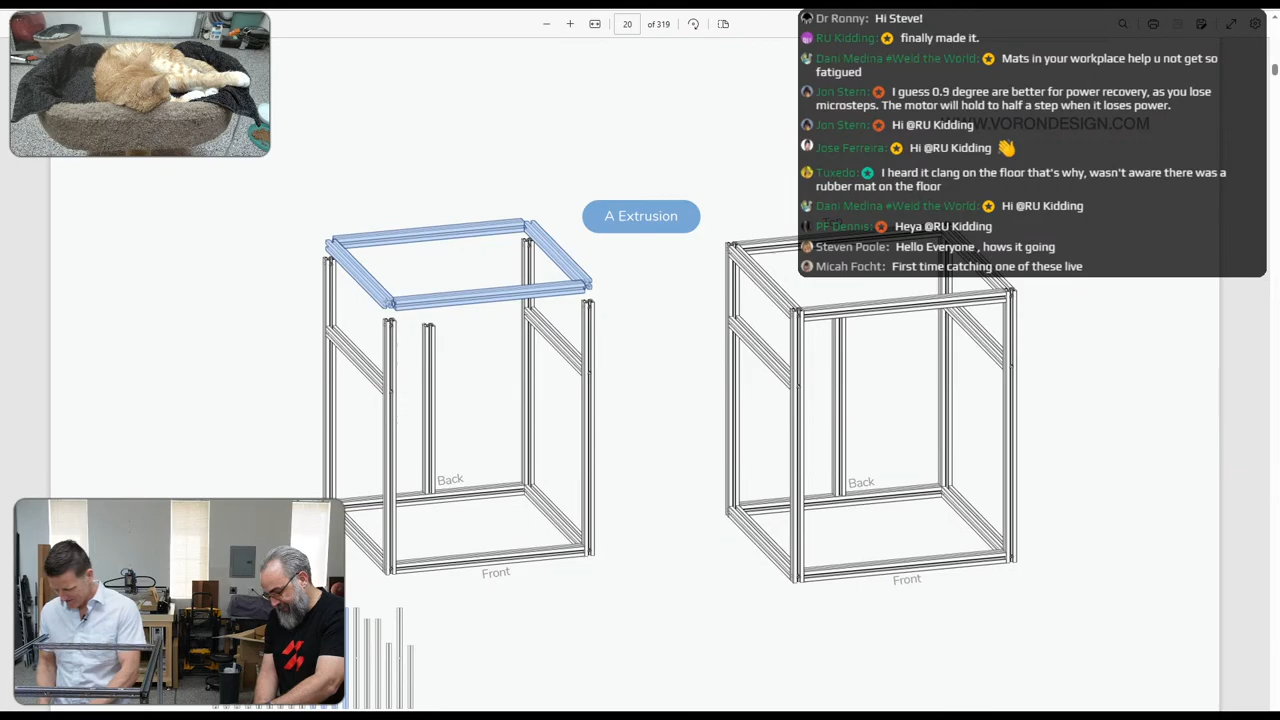 20 of 319
Dr Ronny: Hi Steve!
RU Kidding: finally made it.
Dani Medina #Weld the World: Mats in your workplace help u not get so
fatigued
Jon Stern: I guess 0.9 degree are better for power recovery, as you lose
microsteps. The motor will hold to half a step when it loses power.
Jon Stern: Hi @RU Kidding
WWW.VORONDESIGN.COM
Jose Ferreira: Hi @RU Kidding 👋
Tuxedo: I heard it clang on the floor that's why, wasn't aware there was a
rubber mat on the floor
Dani Medina #Weld the World: Hi @RU Kidding
PF Dennis: Heya @RU Kidding
Steven Poole: Hello Everyone , hows it going
Micah Focht: First time catching one of these live
A Extrusion
Back
Front
Back
Front